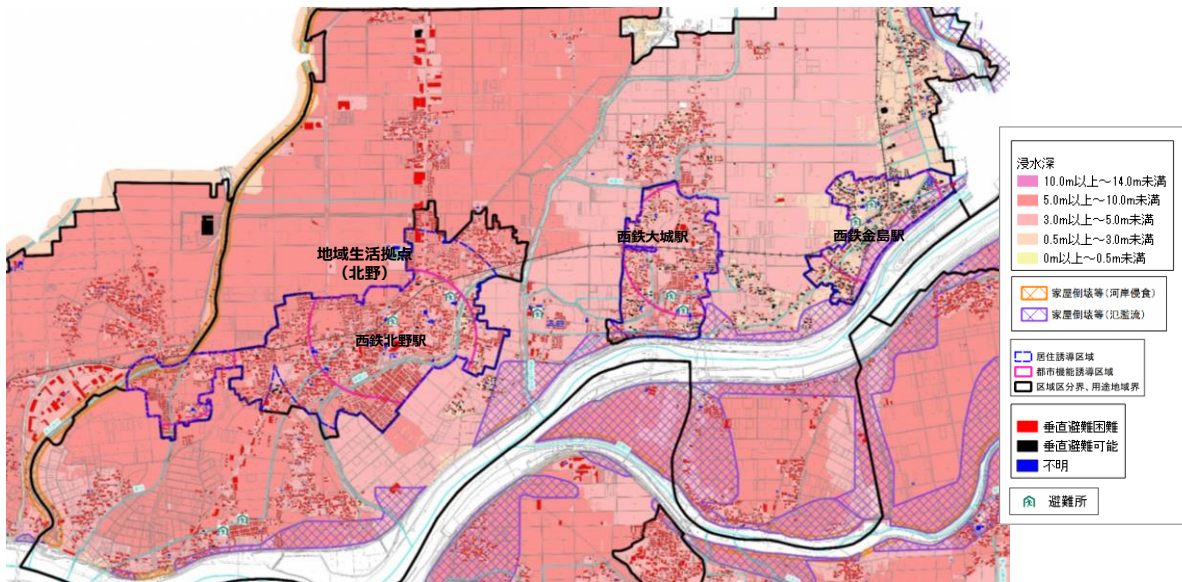 地域生活拠点
(北野)
西鉄北野駅
西鉄大城駅
西鉄金島駅
浸水深
10.0m以上～14.0m未満
5.0m以上～10.0m未満
3.0m以上～5.0m未満
0.5m以上～3.0m未満
0m以上～0.5m未満
家屋倒壊等(河岸侵食)
家屋倒壊等(氾濫流)
居住誘導区域
都市機能誘導区域
区域区分界、用途地域界
垂直避難困難
垂直避難可能
不明
避難所